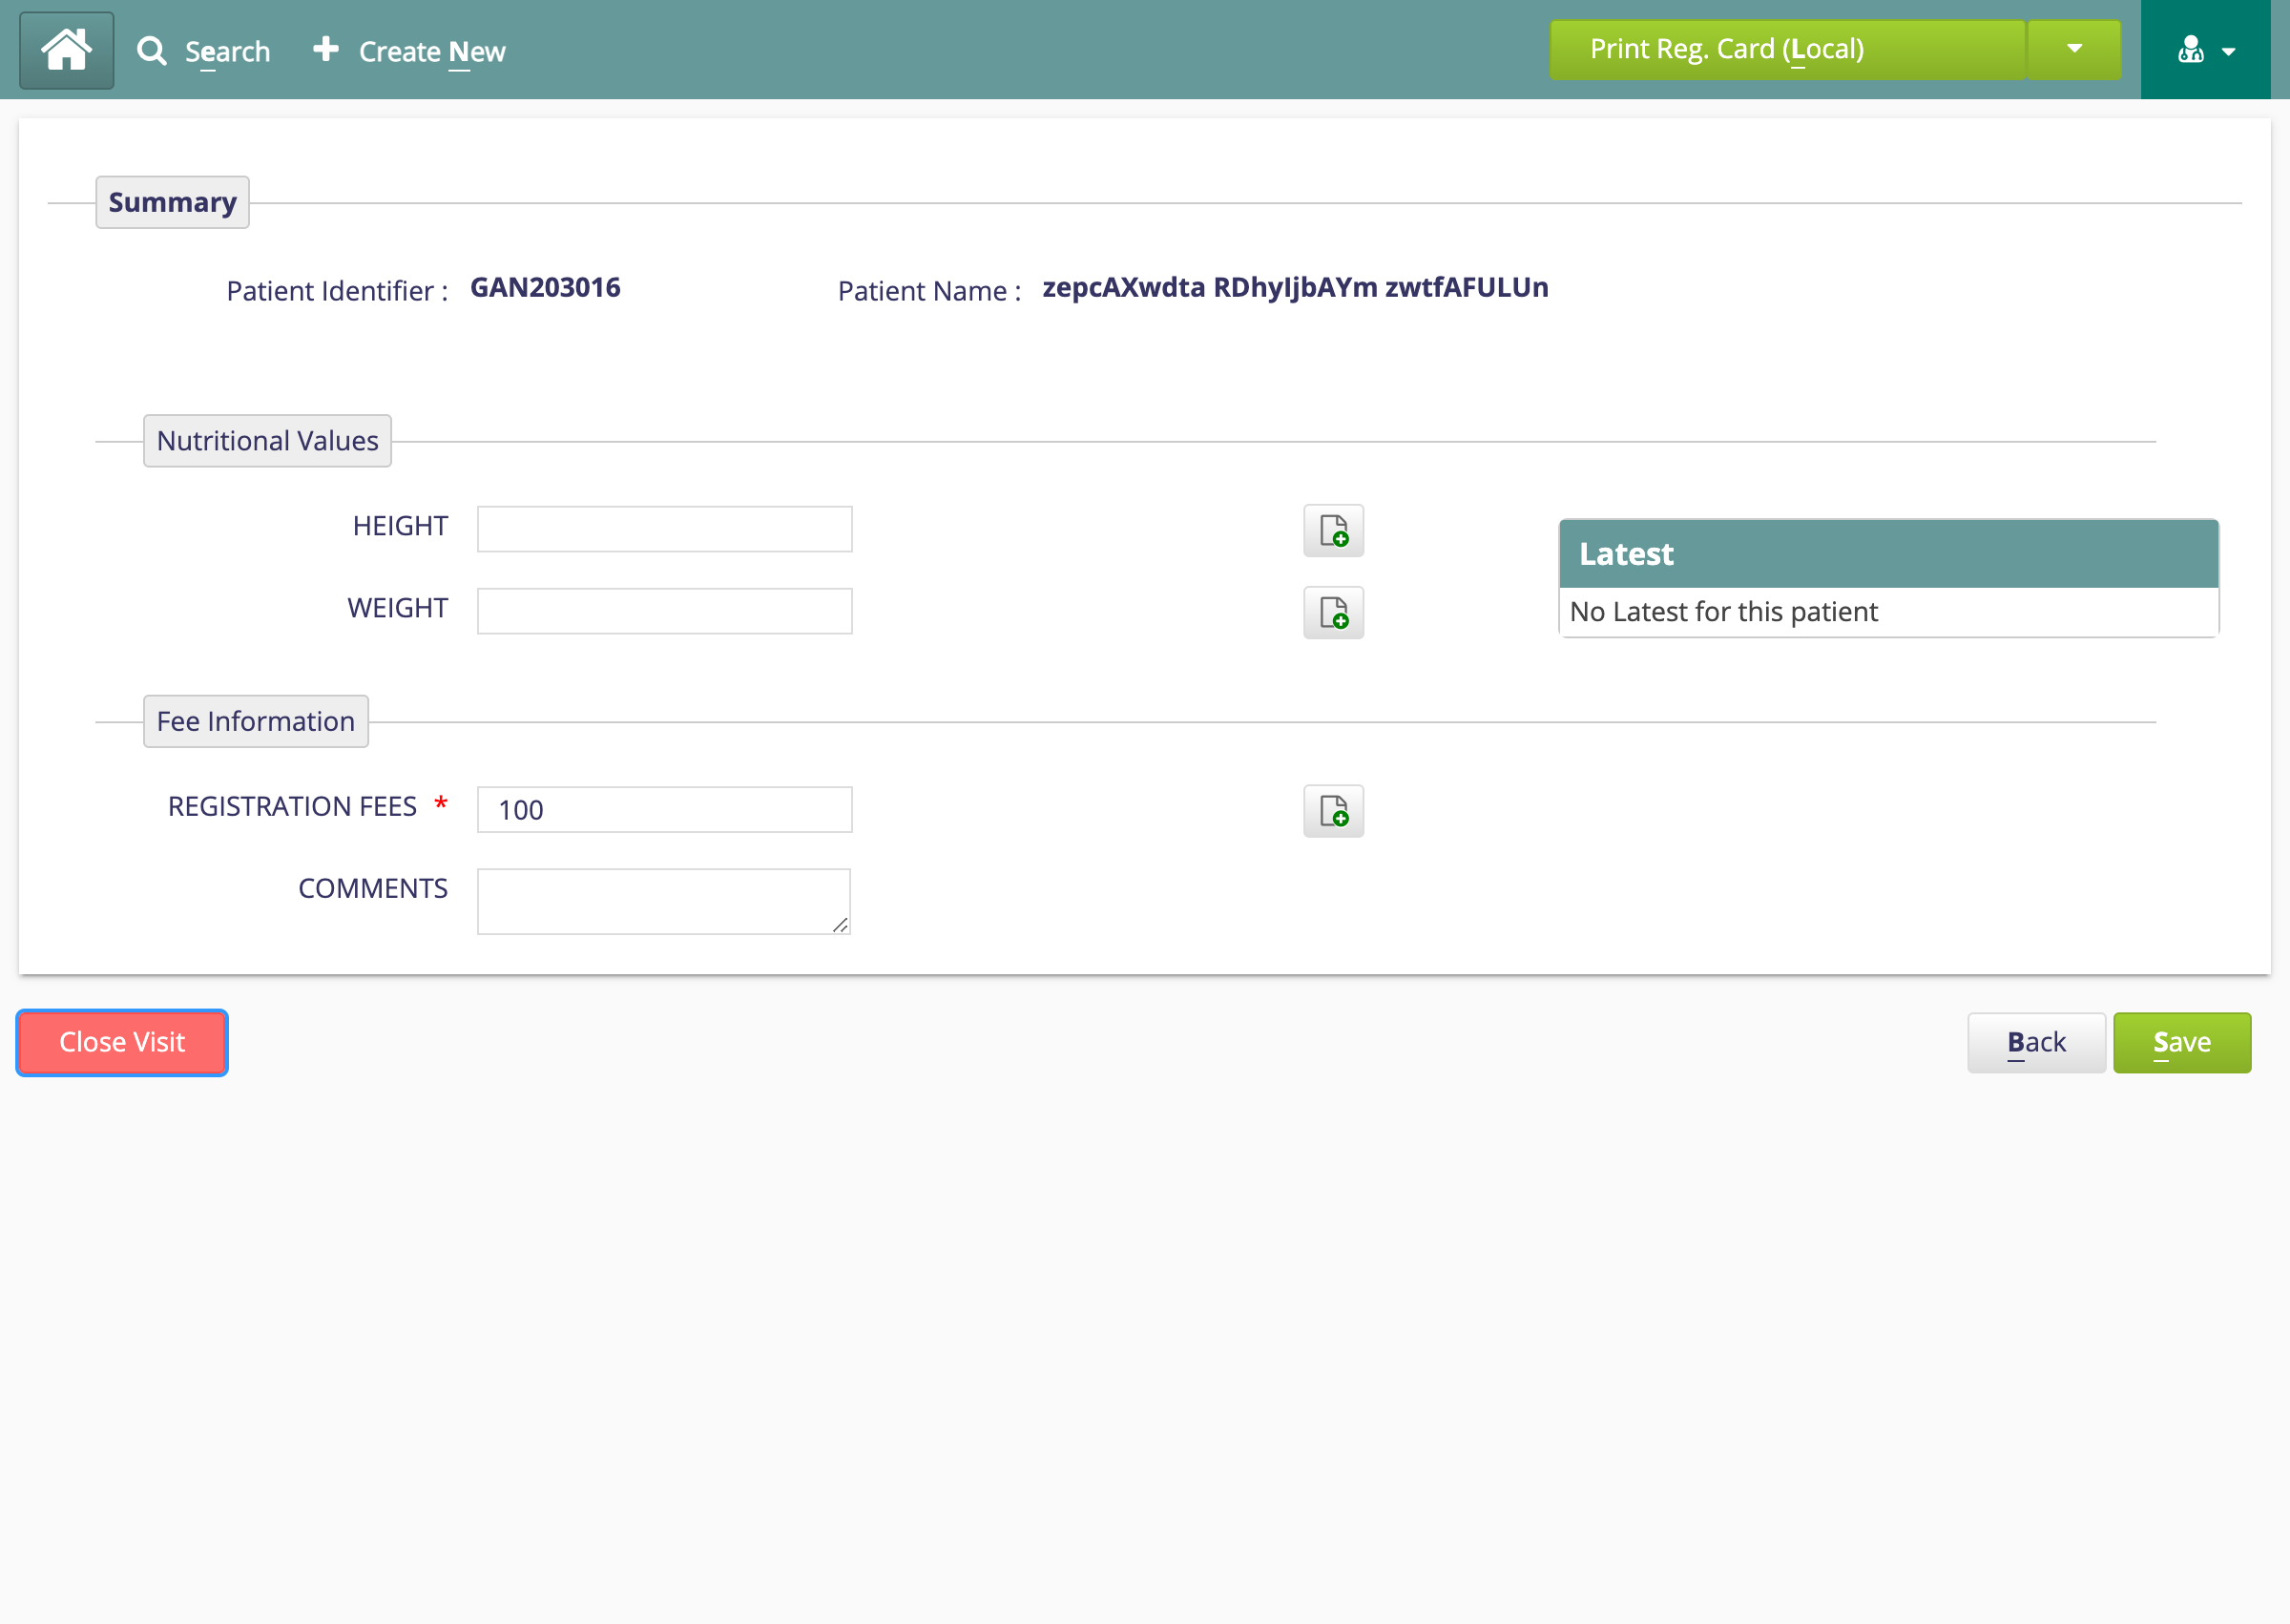 Search Create New Print Reg. Card (Local)
Summary
Patient Identifier : GAN203016 Patient Name : zepcAXwdta RDhyIjbAYm zwtfAFULUn
Nutritional Values
HEIGHT
Latest
WEIGHT
No Latest for this patient
Fee Information
REGISTRATION FEES * 100
COMMENTS
Close Visit Back Save